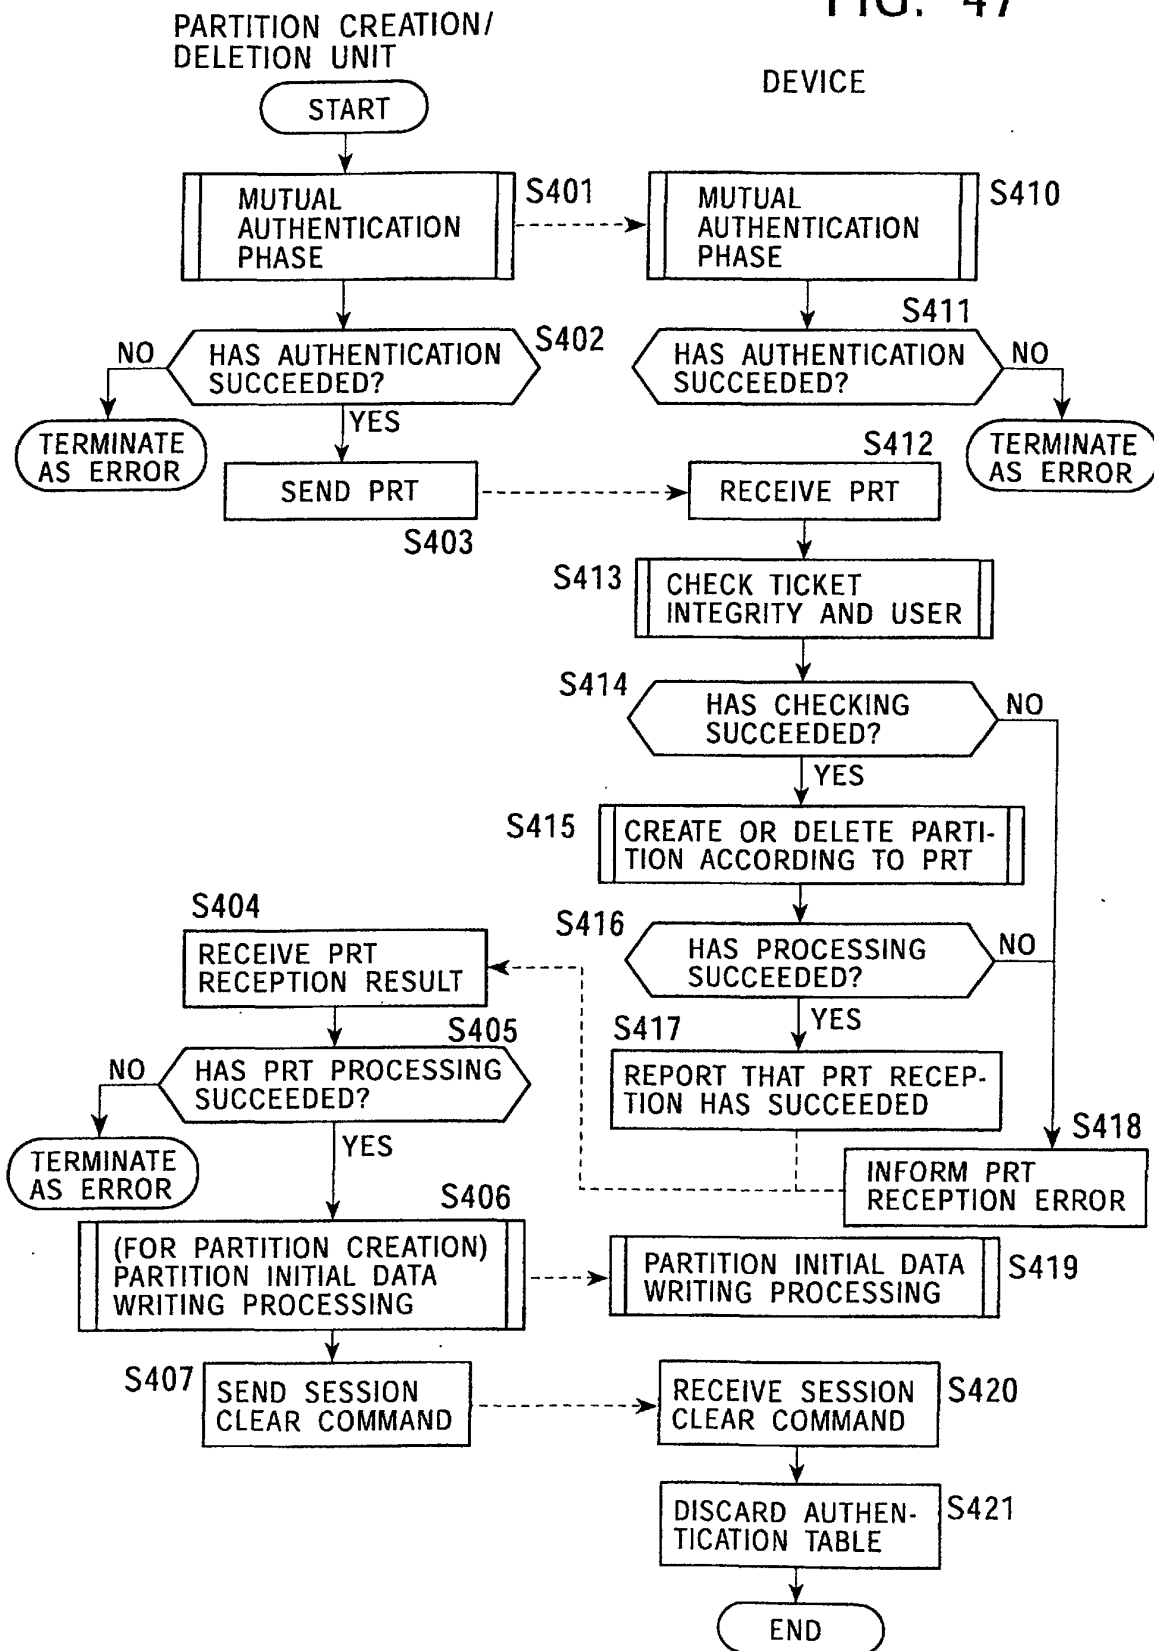 FIG. 47
PARTITION CREATION/
DELETION UNIT
DEVICE
START
MUTUAL
AUTHENTICATION
PHASE
S401
MUTUAL
AUTHENTICATION
PHASE
S410
HAS AUTHENTICATION
SUCCEEDED?
S402
NO
YES
TERMINATE
AS ERROR
S411
HAS AUTHENTICATION
SUCCEEDED?
NO
TERMINATE
AS ERROR
SEND PRT
S403
S412
RECEIVE PRT
S413
CHECK TICKET
INTEGRITY AND USER
S414
HAS CHECKING
SUCCEEDED?
NO
YES
S415
CREATE OR DELETE PARTI-
TION ACCORDING TO PRT
S404
RECEIVE PRT
RECEPTION RESULT
S416
HAS PROCESSING
SUCCEEDED?
NO
YES
S405
HAS PRT PROCESSING
SUCCEEDED?
NO
YES
TERMINATE
AS ERROR
S417
REPORT THAT PRT RECEP-
TION HAS SUCCEEDED
S418
INFORM PRT
RECEPTION ERROR
S406
(FOR PARTITION CREATION)
PARTITION INITIAL DATA
WRITING PROCESSING
PARTITION INITIAL DATA
WRITING PROCESSING
S419
S407
SEND SESSION
CLEAR COMMAND
RECEIVE SESSION
CLEAR COMMAND
S420
DISCARD AUTHEN-
TICATION TABLE
S421
END